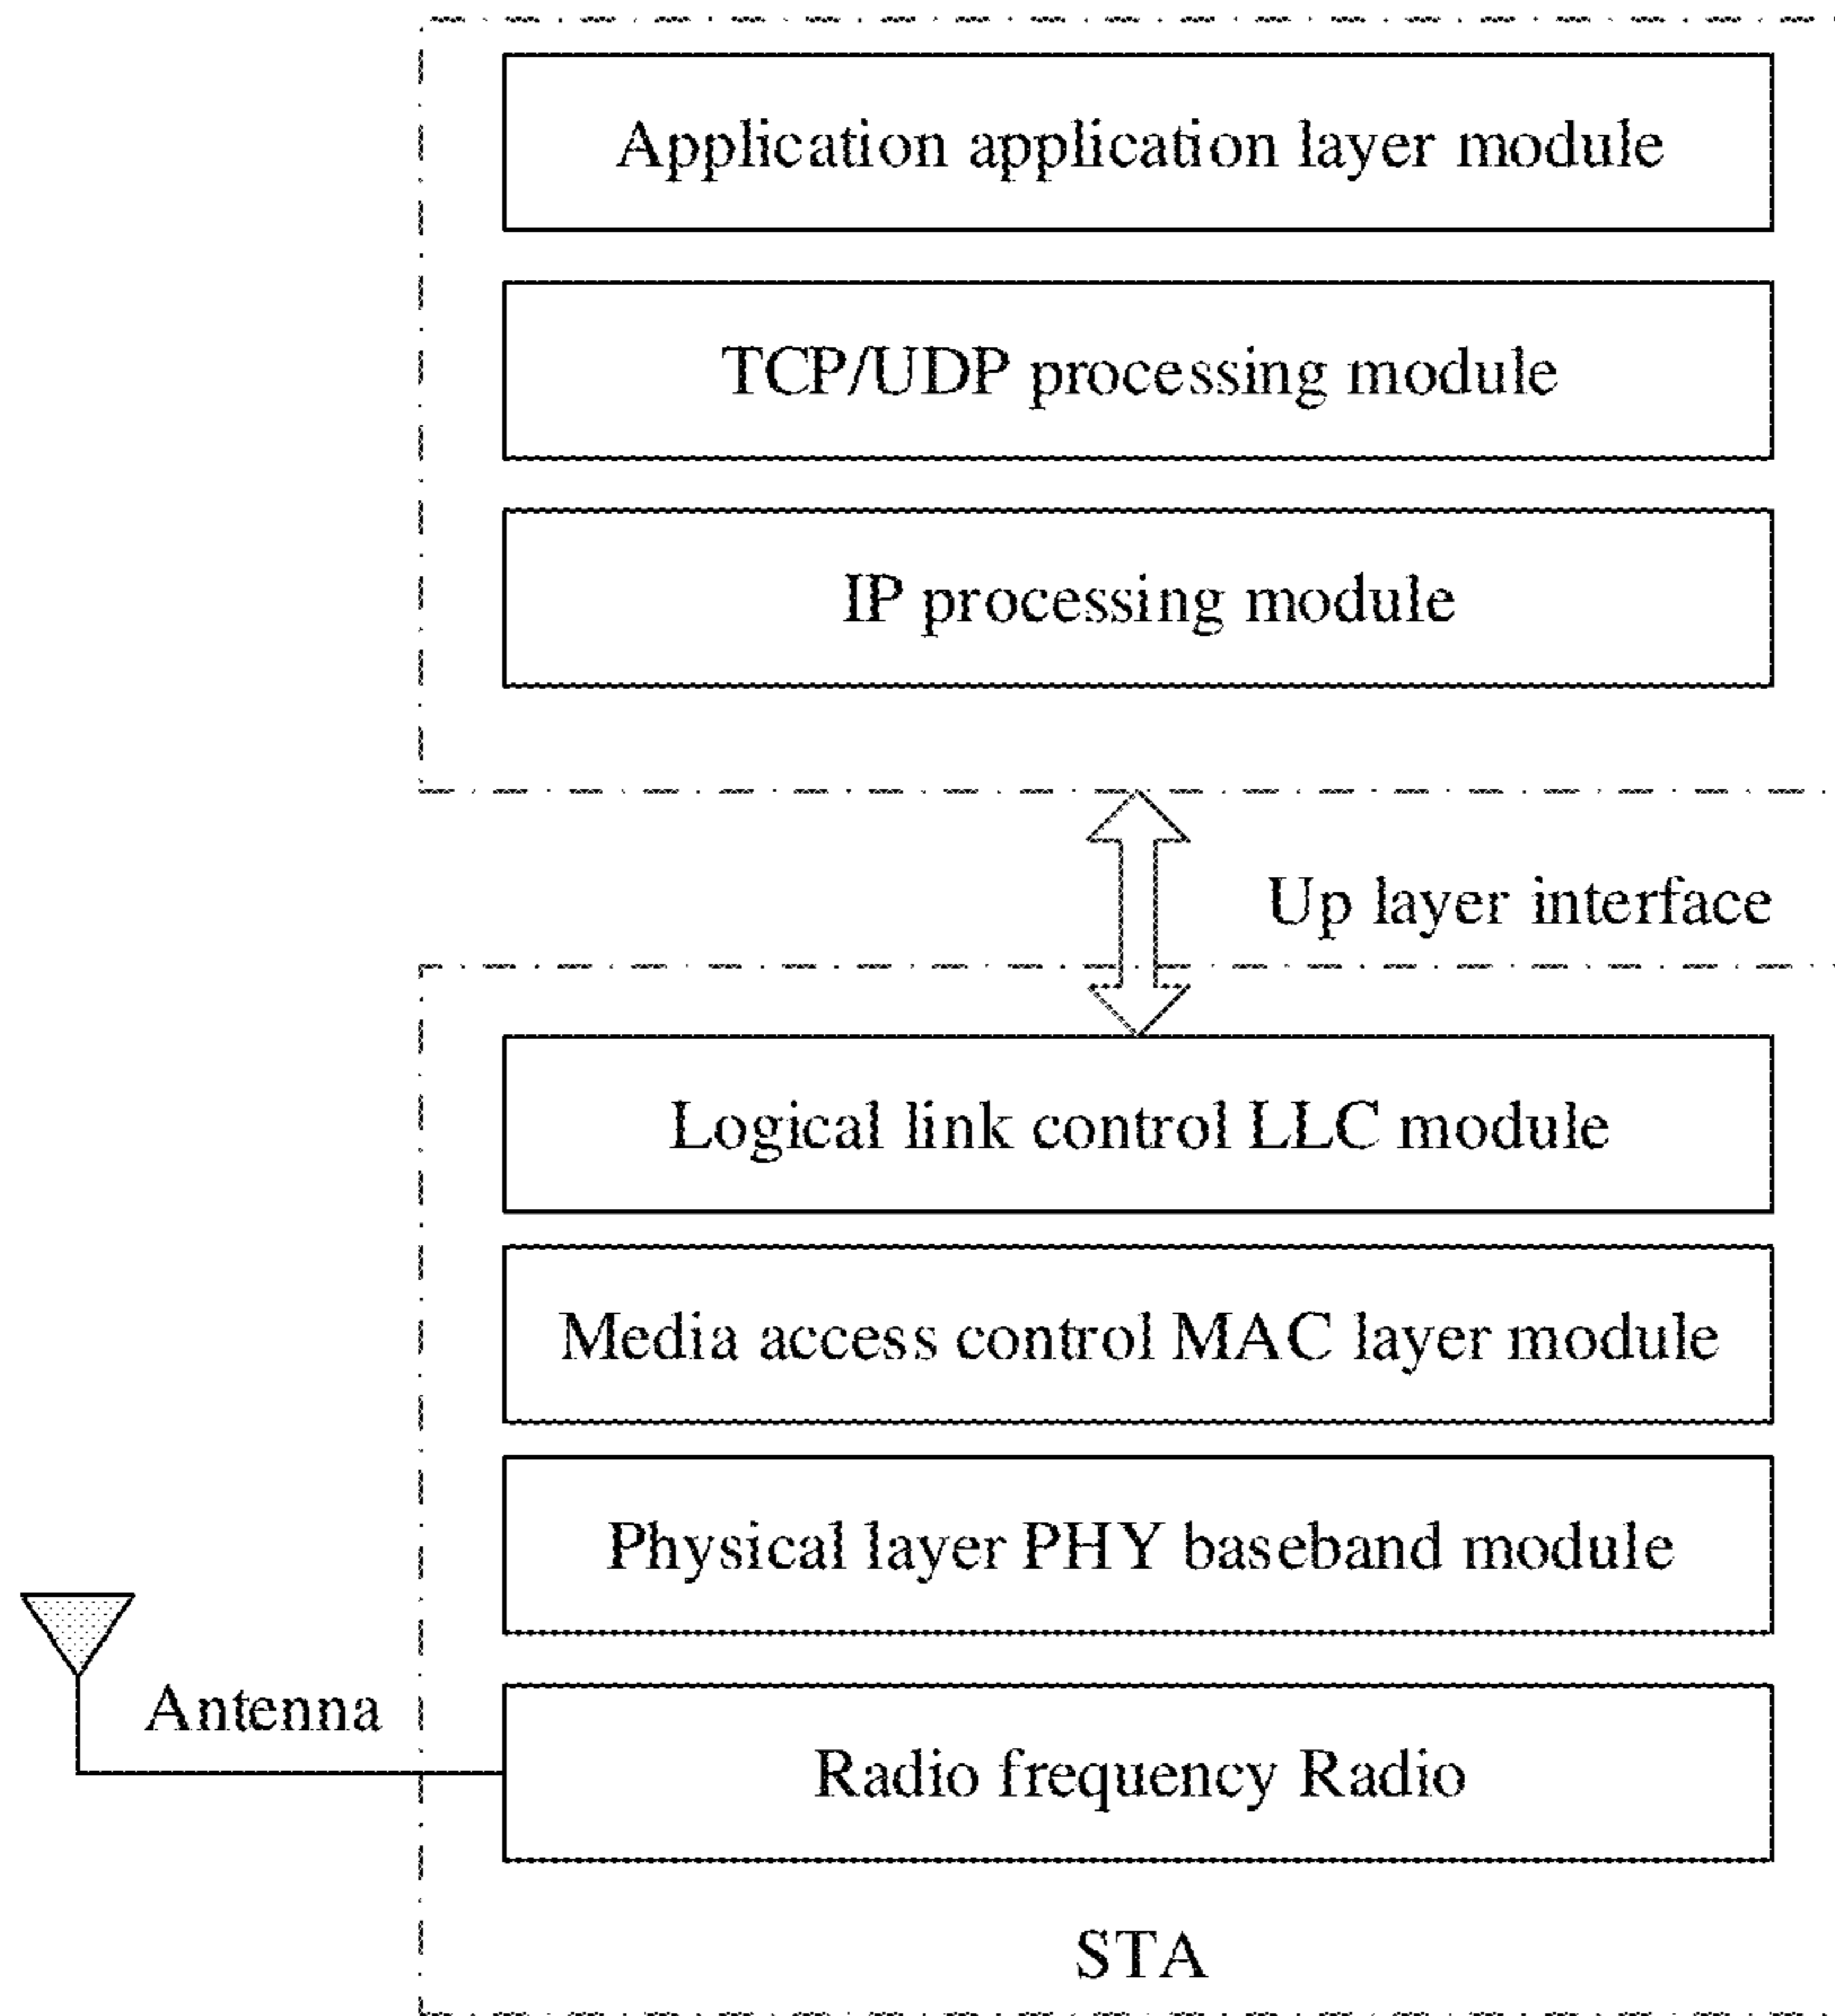 Application application layer module
TCP/UDP processing module
IP processing module
Up layer interface
Logical link control LLC module
Media access control MAC layer module
Physical layer PHY baseband module
Antenna
Radio frequency Radio
STA